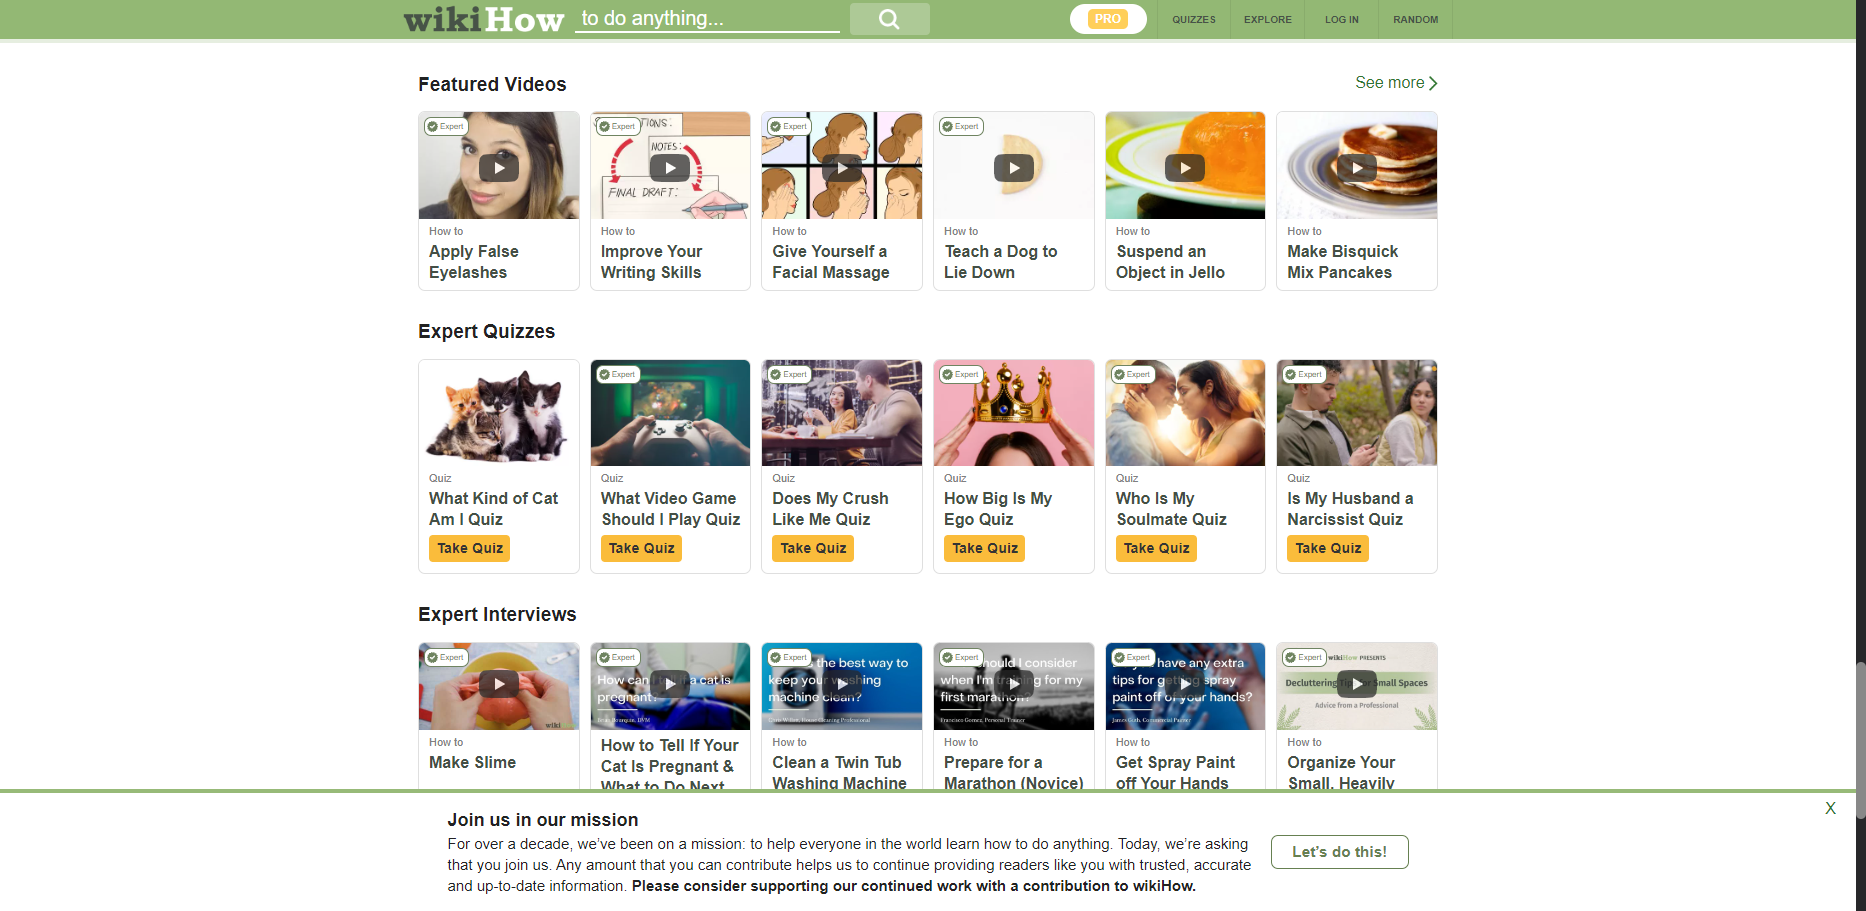 wikiHow to do anything...
PRO QUIZZES EXPLORE LOG IN RANDOM
Featured Videos
See more
Expert
Expert
Expert
Expert
NOTES:
FINAL DRAFT:
How to
Apply False
Eyelashes
How to
Improve Your
Writing Skills
How to
Give Yourself a
Facial Massage
How to
Teach a Dog to
Lie Down
How to
Suspend an
Object in Jello
How to
Make Bisquick
Mix Pancakes
Expert Quizzes
Expert
Expert
Expert
Expert
Expert
Quiz
What Kind of Cat
Am I Quiz
Take Quiz
Quiz
What Video Game
Should I Play Quiz
Take Quiz
Quiz
Does My Crush
Like Me Quiz
Take Quiz
Quiz
How Big Is My
Ego Quiz
Take Quiz
Quiz
Who Is My
Soulmate Quiz
Take Quiz
Quiz
Is My Husband a
Narcissist Quiz
Take Quiz
Expert Interviews
Expert
wikiHow
How to
Make Slime
Expert
How can a cat is
pregnant?
How to Tell If Your
Cat Is Pregnant &
What to Do Next
Expert
the best way to
keep your washing
machine clean?
How to
Clean a Twin Tub
Washing Machine
Expert
should I consider
when I'm training for my
first marathon?
Francisco Gomez, Personal Trainer
How to
Prepare for a
Marathon (Novice)
Expert
have any extra
tips for getting spray
paint off of your hands?
How to
Get Spray Paint
off Your Hands
Expert
wikiHow PRESENTS
Decluttering Tips for Small Spaces
Advice from a Professional
How to
Organize Your
Small, Heavily
X
Join us in our mission
For over a decade, we've been on a mission: to help everyone in the world learn how to do anything. Today, we're asking
that you join us. Any amount that you can contribute helps us to continue providing readers like you with trusted, accurate
and up-to-date information. Please consider supporting our continued work with a contribution to wikiHow.
Let's do this!